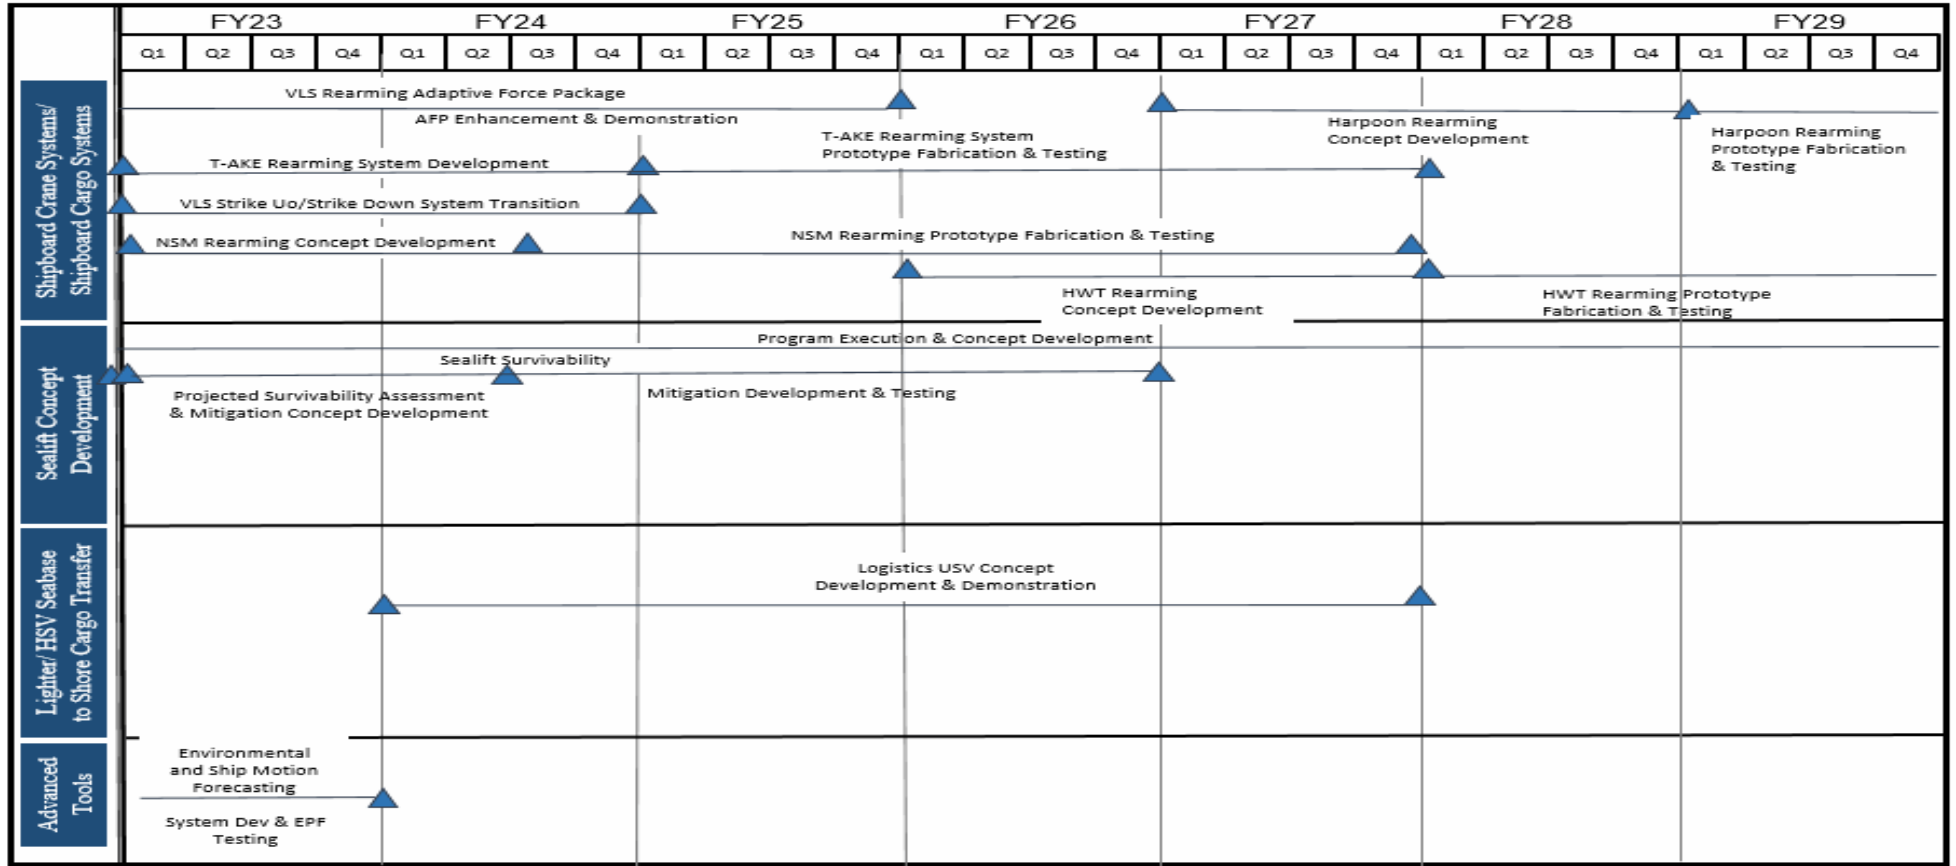 FY23 FY24 FY25 FY26 FY27 FY28 FY29
Q1 Q2 Q3 Q4 Q1 Q2 Q3 Q4 Q1 Q2 Q3 Q4 Q1 Q2 Q3 Q4 Q1 Q2 Q3 Q4 Q1 Q2 Q3 Q4 Q1 Q2 Q3 Q4
Shipboard Crane Systems/
Shipboard Cargo Systems
VLS Rearming Adaptive Force Package
AFP Enhancement & Demonstration
Harpoon Rearming
Concept Development
Harpoon Rearming
Prototype Fabrication
& Testing
T-AKE Rearming System Development
T-AKE Rearming System
Prototype Fabrication & Testing
VLS Strike Uo/Strike Down System Transition
NSM Rearming Concept Development
NSM Rearming Prototype Fabrication & Testing
HWT Rearming
Concept Development
HWT Rearming Prototype
Fabrication & Testing
Sealift Concept
Development
Program Execution & Concept Development
Sealift Survivability
Projected Survivability Assessment
& Mitigation Concept Development
Mitigation Development & Testing
Lighter/ HSV Seabase
to Shore Cargo Transfer
Logistics USV Concept
Development & Demonstration
Advanced
Tools
Environmental
and Ship Motion
Forecasting
System Dev & EPF
Testing